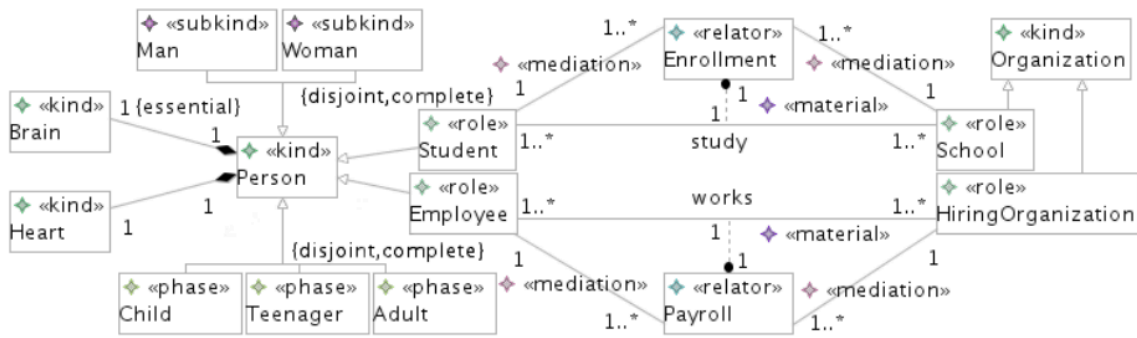 «subkind»
Man
«subkind»
Woman
{disjoint,complete}
«kind»
Brain
1 {essential}
1
«kind»
Heart
1
1
«kind»
Person
{disjoint,complete}
«phase»
Child
«phase»
Teenager
«phase»
Adult
«role»
Student
«role»
Employee
1
«mediation»
1..*
«relator»
Enrollment
1..*
«mediation»
1
1
1
«material»
1..*
study
1..*
«kind»
Organization
«role»
School
«role»
HiringOrganization
1..*
works
1..*
1
1
«material»
1
«mediation»
1..*
«relator»
Payroll
1..*
«mediation»
1